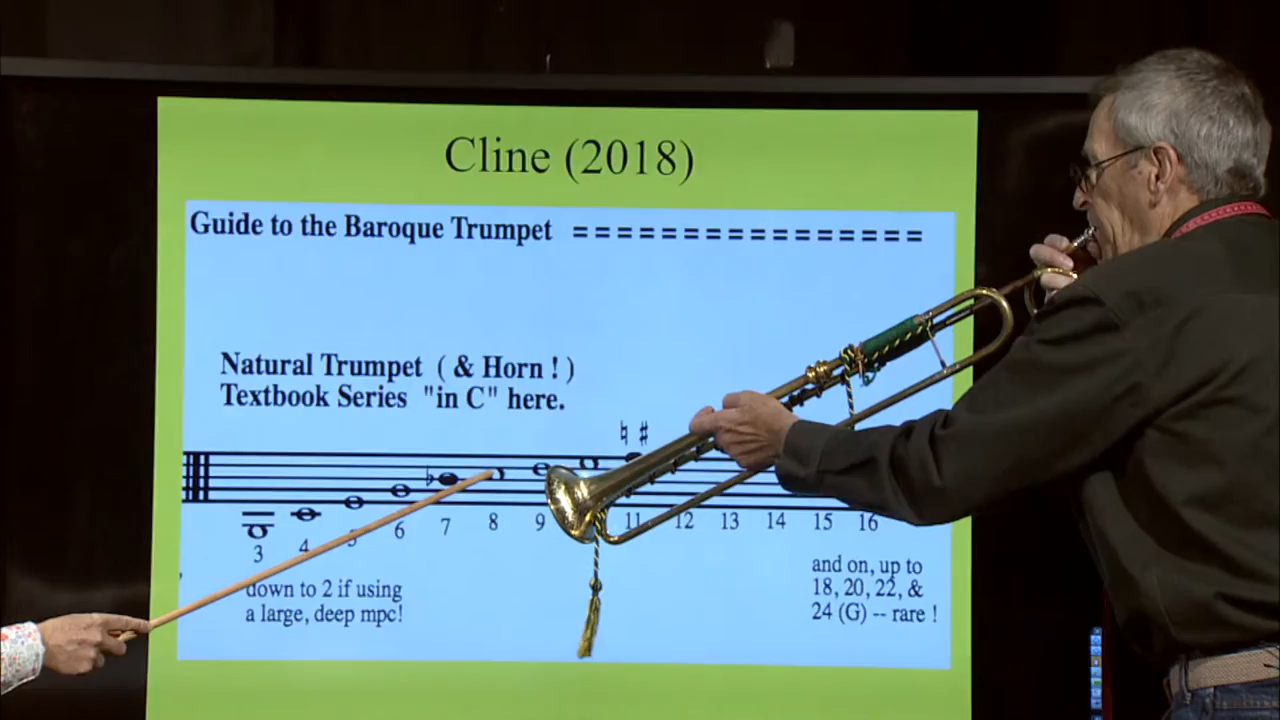 Cline (2018)
Guide to the Baroque Trumpet = = = = = = = = = = = = = = = =
Natural Trumpet ( & Horn ! )
Textbook Series "in C" here.
♮ #
3 4 5 6 7 8 9 11 12 13 14 15 16
down to 2 if using
a large, deep mpc!
and on, up to
18, 20, 22, &
24 (G) -- rare !